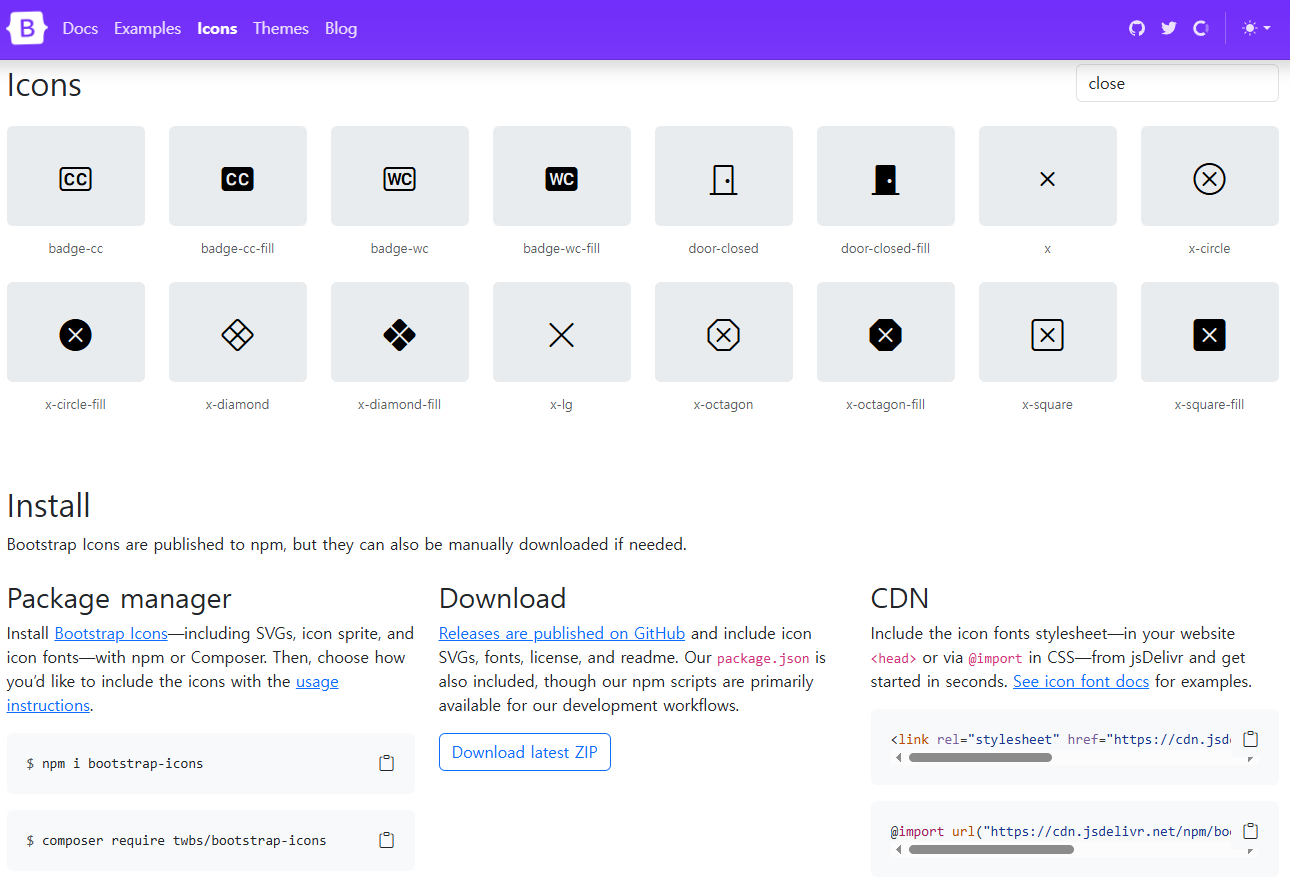 B Docs Examples Icons Themes Blog
Icons
close
CC CC WC WC
badge-cc badge-cc-fill badge-wc badge-wc-fill door-closed door-closed-fill x x-circle
x-circle-fill x-diamond x-diamond-fill x-lg x-octagon x-octagon-fill x-square x-square-fill
Install
Bootstrap Icons are published to npm, but they can also be manually downloaded if needed.
Package manager
Install Bootstrap Icons—including SVGs, icon sprite, and
icon fonts—with npm or Composer. Then, choose how
you’d like to include the icons with the usage
instructions.
$ npm i bootstrap-icons
$ composer require twbs/bootstrap-icons
Download
Releases are published on GitHub and include icon
SVGs, fonts, license, and readme. Our package.json is
also included, though our npm scripts are primarily
available for our development workflows.
Download latest ZIP
CDN
Include the icon fonts stylesheet—in your website
<head> or via @import in CSS—from jsDelivr and get
started in seconds. See icon font docs for examples.
<link rel="stylesheet" href="https://cdn.jsd
@import url("https://cdn.jsdelivr.net/npm/bo